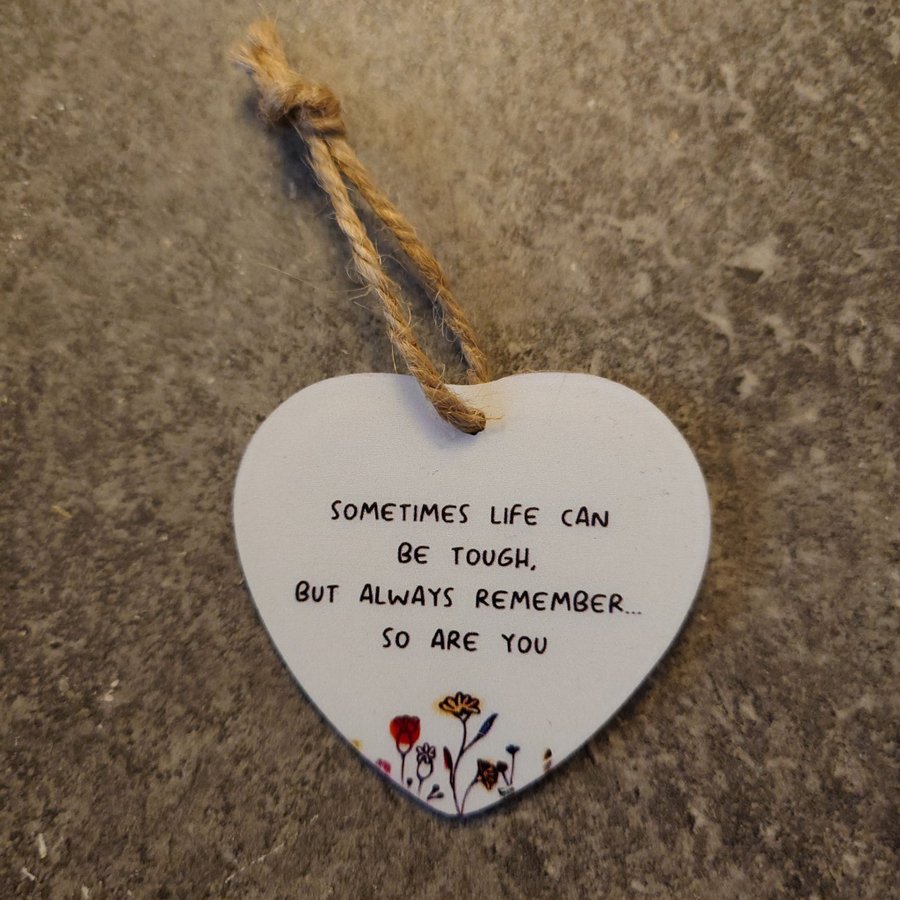 SOMETIMES LIFE CAN
BE TOUGH,
BUT ALWAYS REMEMBER...
SO ARE YOU